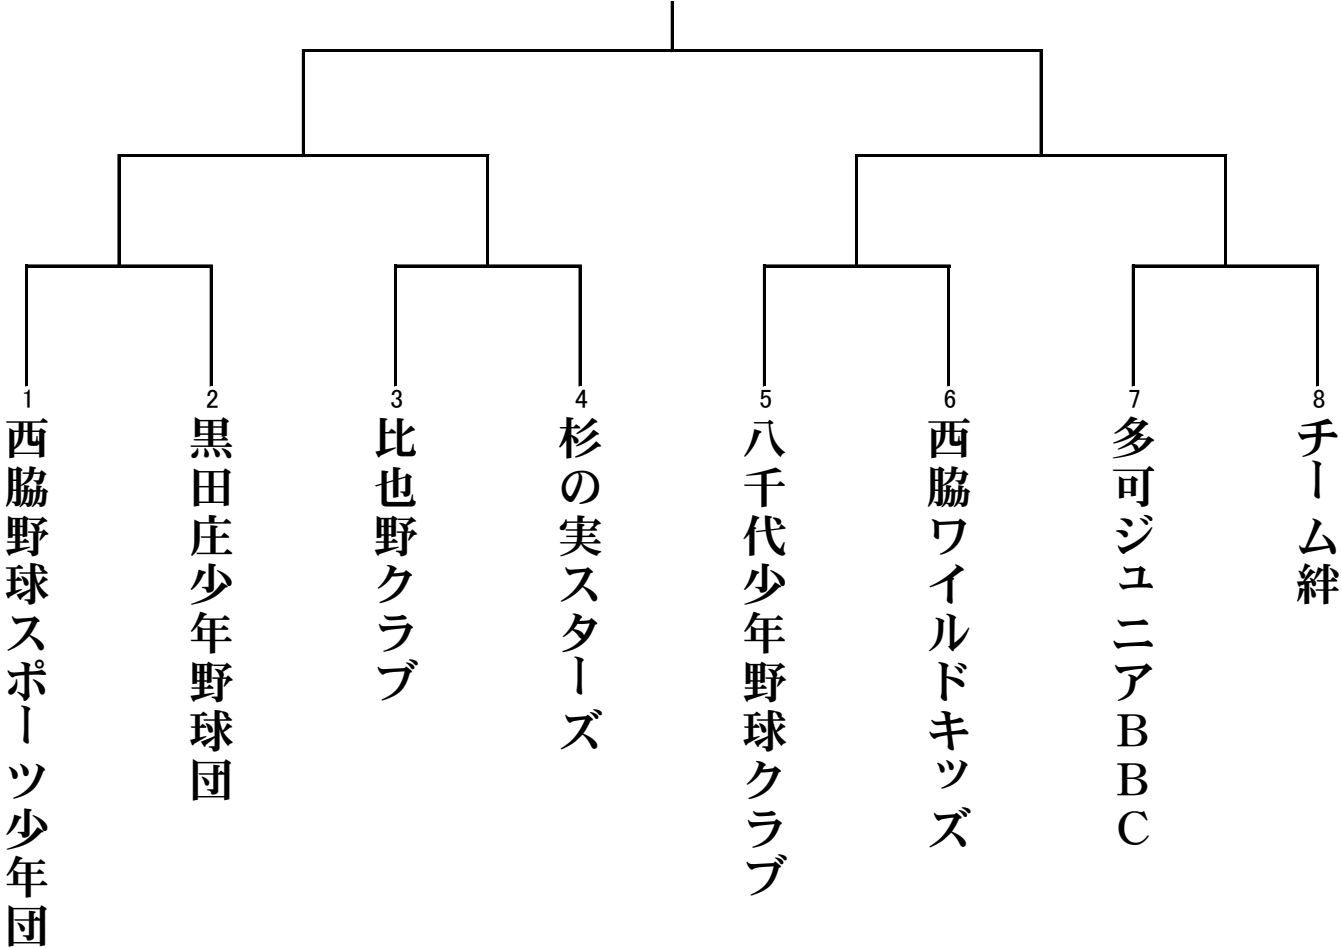 1
西脇野球スポーツ少年団
2
黒田庄少年野球団
3
比也野クラブ
4
杉の実スターズ
5
八千代少年野球クラブ
6
西脇ワイルドキッズ
7
多可ジュニアＢＢＣ
8
チーム絆